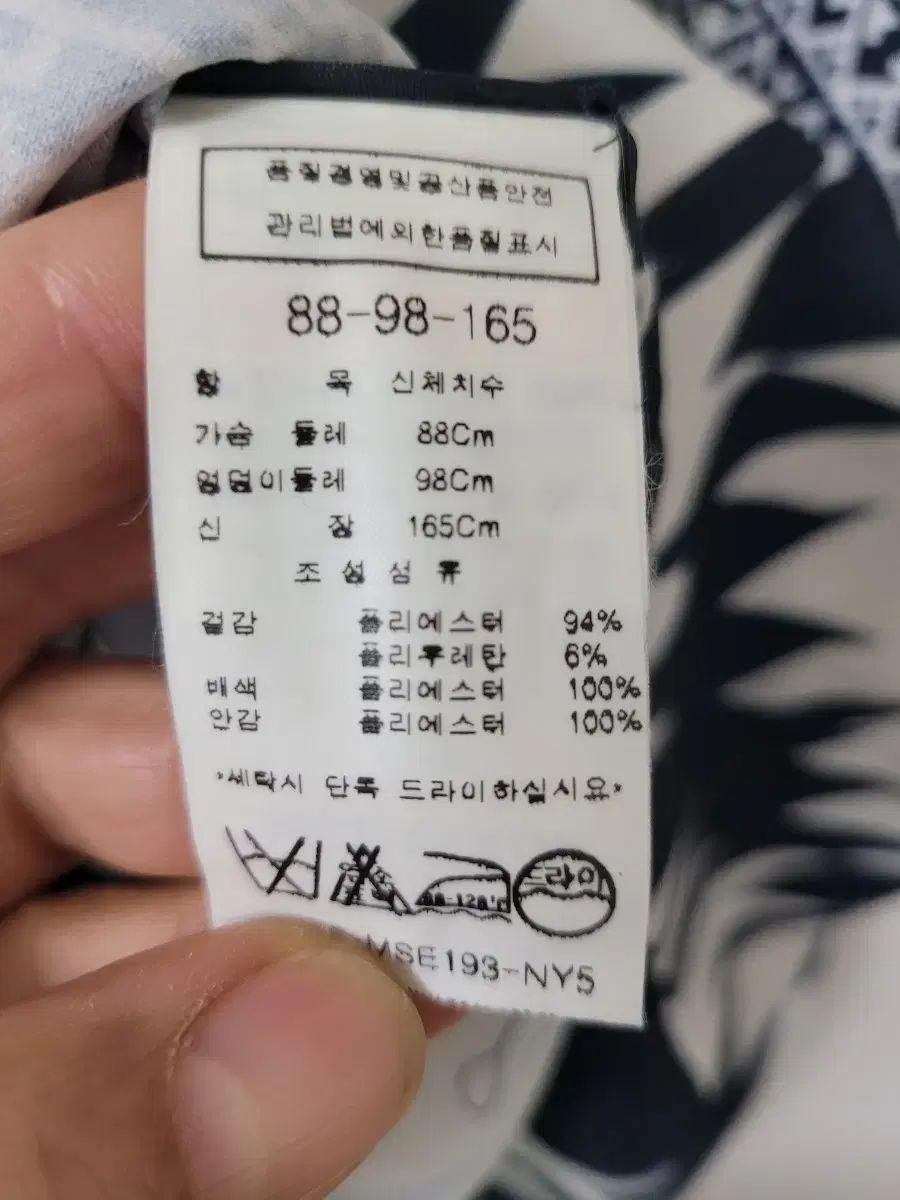 품질경영및공산품안전
관리법에외한품질표시
88-98-165
항 목 신체치수
가슴 둘레 88Cm
엉덩이둘레 98Cm
신 장 165Cm
조 성 섬 유
겉감 폴리에스터 94%
폴리우레탄 6%
배색 폴리에스터 100%
안감 폴리에스터 100%
*세탁시 단독 드라이하십시요*
드라이
MSE193-NY5